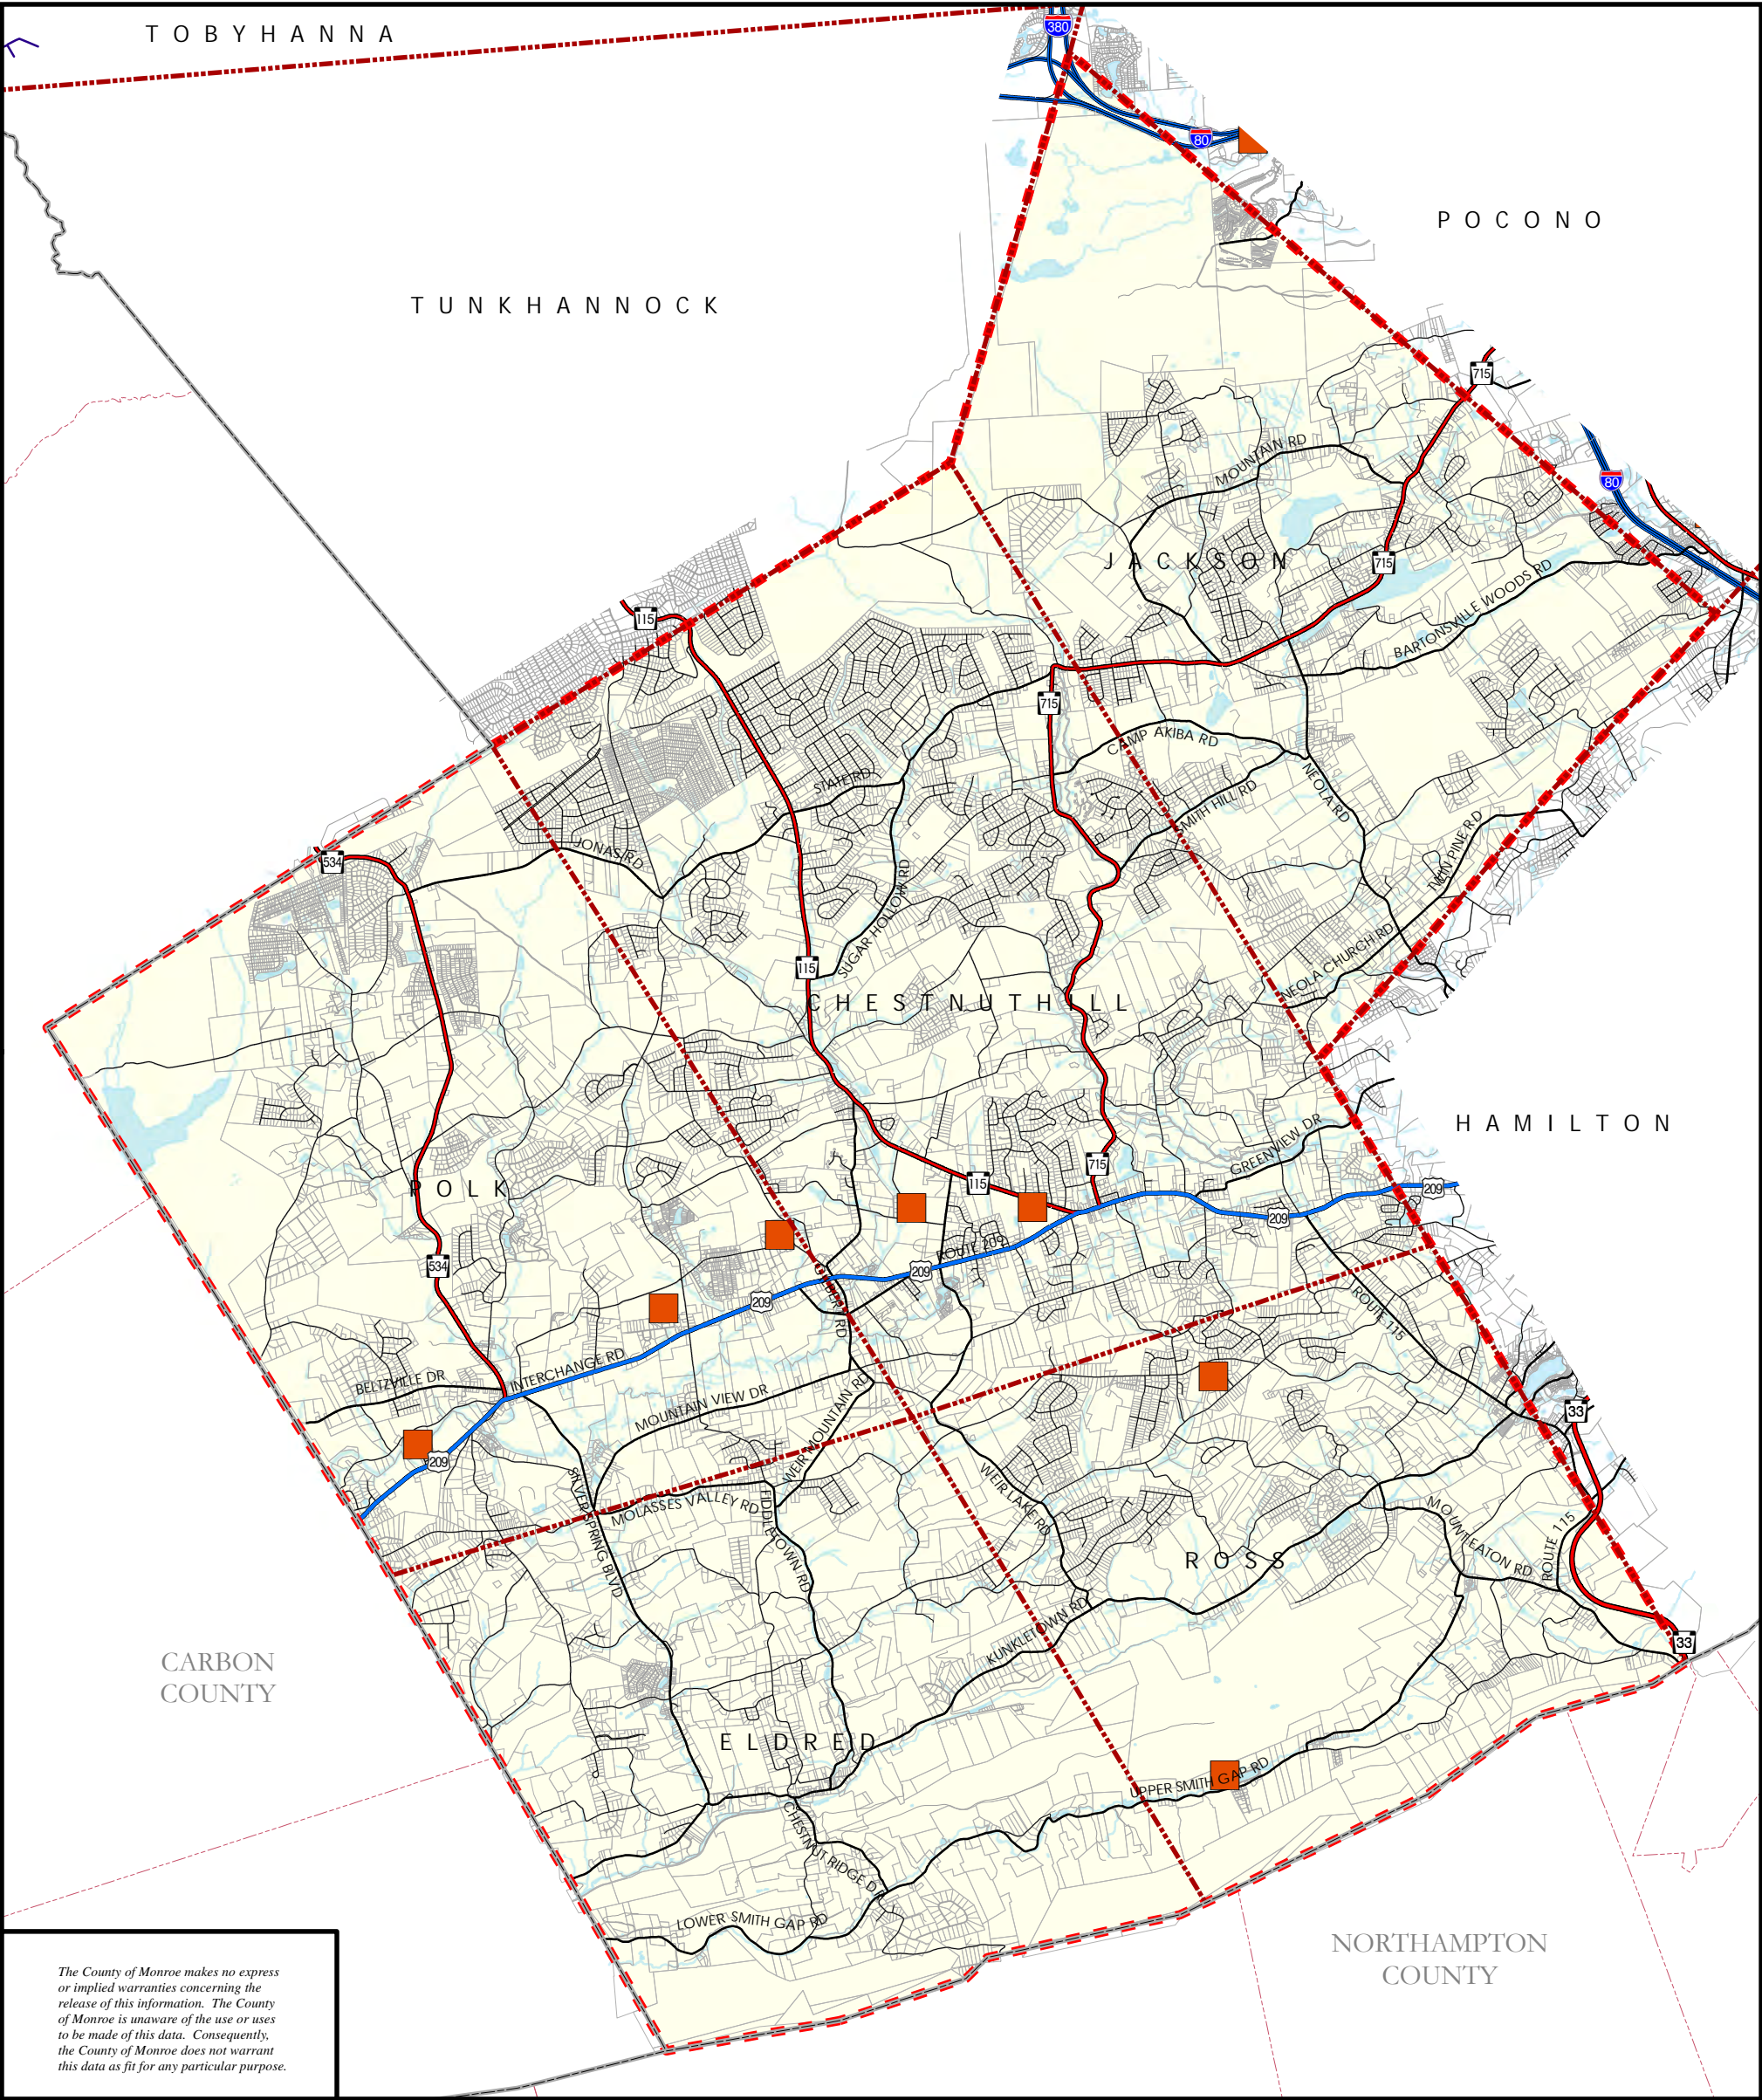 TOBYHANNA
380
80
POCONO
TUNKHANNOCK
715
80
MOUNTAIN RD
JACKSON
715
BARTONSVILLE WOODS RD
115
715
CAMP AKIBA RD
STATE RD
NEOLA RD
SMITH HILL RD
JONAS RD
534
TWIN PINE RD
SUGAR HOLLOW RD
115
NEOLA CHURCH RD
CHESTNUTHILL
HAMILTON
GREENVIEW DR
715
115
POLK
209
209
ROUTE 209
534
209
GILBERT RD
209
ROUTE 115
INTERCHANGE RD
BELTZVILLE DR
MOUNTAIN VIEW DR
WEIR MOUNTAIN RD
33
209
SILVER SPRING BLVD
MOLASSES VALLEY RD
FIDDLETOWN RD
WEIR LAKE RD
MOUNT EATON RD
ROUTE 115
ROSS
KUNKLETOWN RD
33
CARBON
COUNTY
ELDRED
UPPER SMITH GAP RD
CHESTNUT RIDGE DR
LOWER SMITH GAP RD
NORTHAMPTON
COUNTY
The County of Monroe makes no express
or implied warranties concerning the
release of this information. The County
of Monroe is unaware of the use or uses
to be made of this data. Consequently,
the County of Monroe does not warrant
this data as fit for any particular purpose.